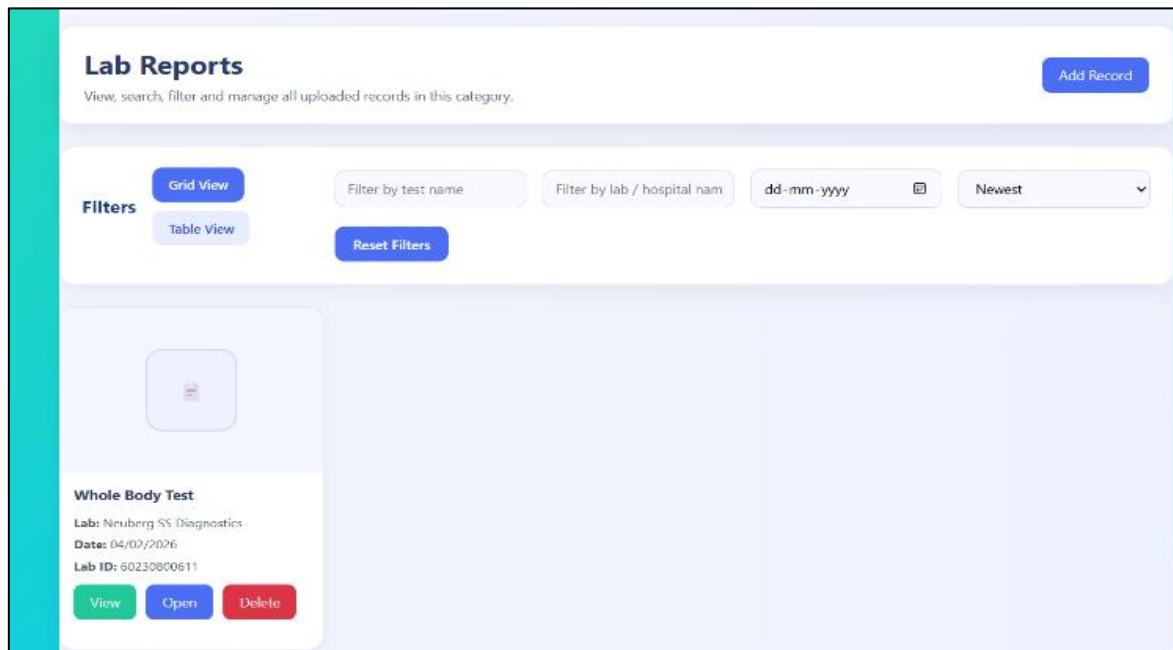 Lab Reports
View, search, filter and manage all uploaded records in this category.
Add Record
Filters
Grid View
Table View
Filter by test name
Filter by lab / hospital nam
dd-mm-yyyy
Newest
Reset Filters
Whole Body Test
Lab: Neuberg SS Diagnostics
Date: 04/02/2026
Lab ID: 60230800611
View
Open
Delete